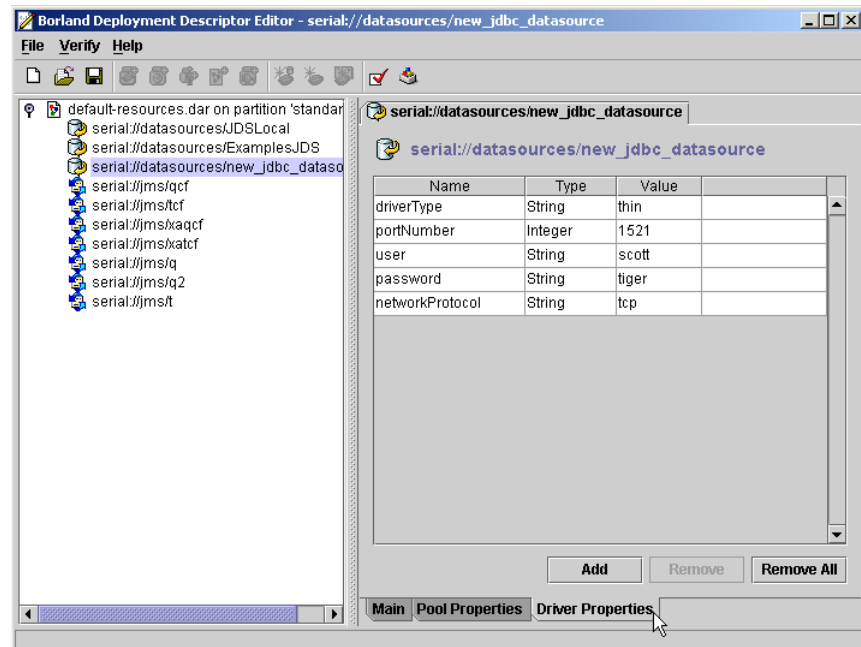 Borland Deployment Descriptor Editor - serial://datasources/new_jdbc_datasource
File Verify Help
default-resources.dar on partition 'standar
serial://datasources/JDSLocal
serial://datasources/ExamplesJDS
serial://datasources/new_jdbc_dataso
serial://jms/qcf
serial://jms/tcf
serial://jms/xaqcf
serial://jms/xatcf
serial://jms/q
serial://jms/q2
serial://jms/t
serial://datasources/new_jdbc_datasource
serial://datasources/new_jdbc_datasource
Name Type Value
driverType String thin
portNumber Integer 1521
user String scott
password String tiger
networkProtocol String tcp
Add Remove Remove All
Main Pool Properties Driver Properties